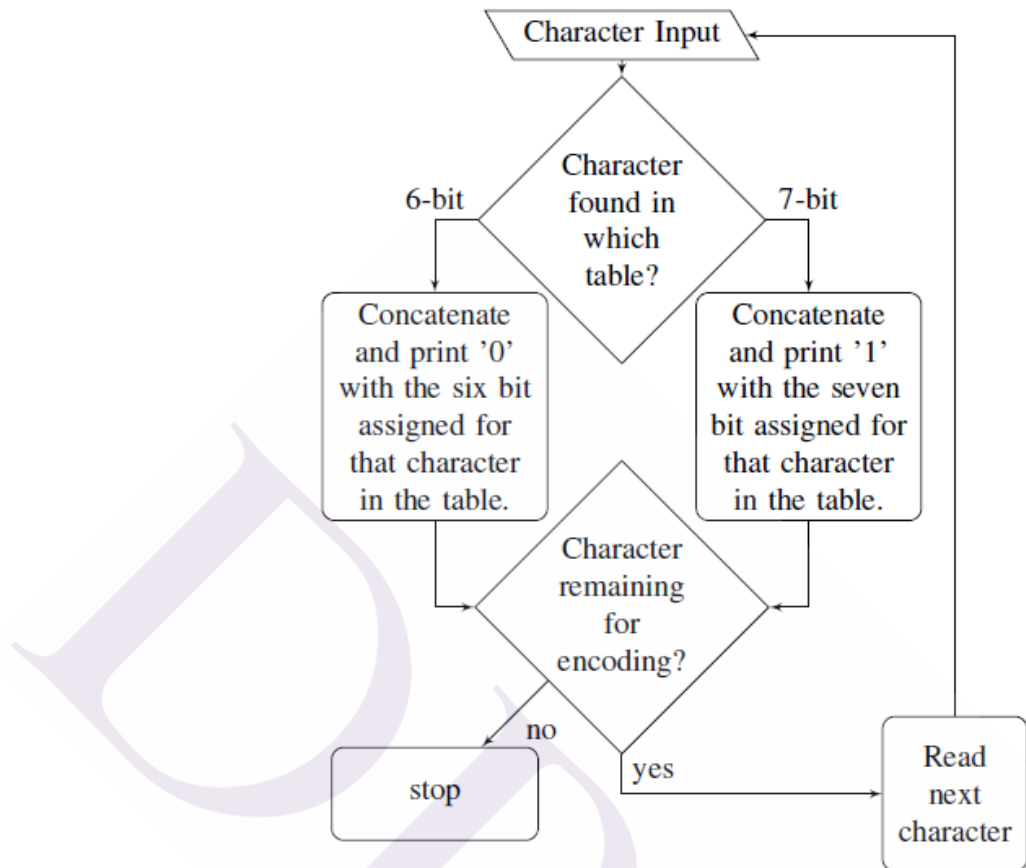 Character Input
Character
found in
which
table?
6-bit
7-bit
Concatenate
and print ’0’
with the six bit
assigned for
that character
in the table.
Concatenate
and print ’1’
with the seven
bit assigned for
that character
in the table.
Character
remaining
for
encoding?
no
yes
stop
Read
next
character